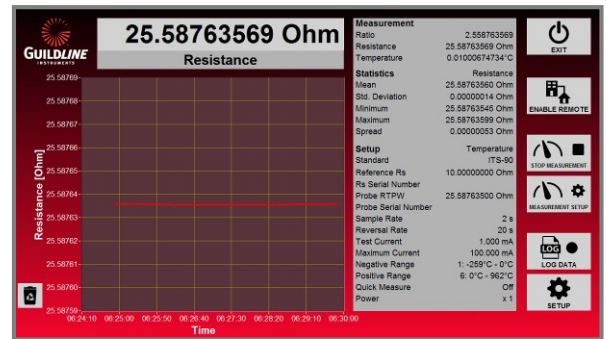 GUILDLINE
INSTRUMENTS
25.58763569 Ohm
Resistance
25.58769
25.58768
25.58767
25.58766
25.58765
25.58764
25.58763
25.58762
25.58761
25.58760
25.58759
Resistance [Ohm]
06:24:10 06:25:00 06:25:50 06:26:40 06:27:30 06:28:20 06:29:10 06:30:00
Time
Measurement
Ratio 2.558763569
Resistance 25.58763569 Ohm
Temperature 0.01000674734°C
Statistics Resistance
Mean 25.58763560 Ohm
Std. Deviation 0.00000014 Ohm
Minimum 25.58763545 Ohm
Maximum 25.58763599 Ohm
Spread 0.00000053 Ohm
Setup Temperature
Standard ITS-90
Reference Rs 10.00000000 Ohm
Rs Serial Number
Probe RTPW 25.58763500 Ohm
Probe Serial Number
Sample Rate 2 s
Reversal Rate 20 s
Test Current 1.000 mA
Maximum Current 100.000 mA
Negative Range 1: -259°C - 0°C
Positive Range 6: 0°C - 962°C
Quick Measure Off
Power x 1
EXIT
ENABLE REMOTE
STOP MEASUREMENT
MEASUREMENT SETUP
LOG
LOG DATA
SETUP